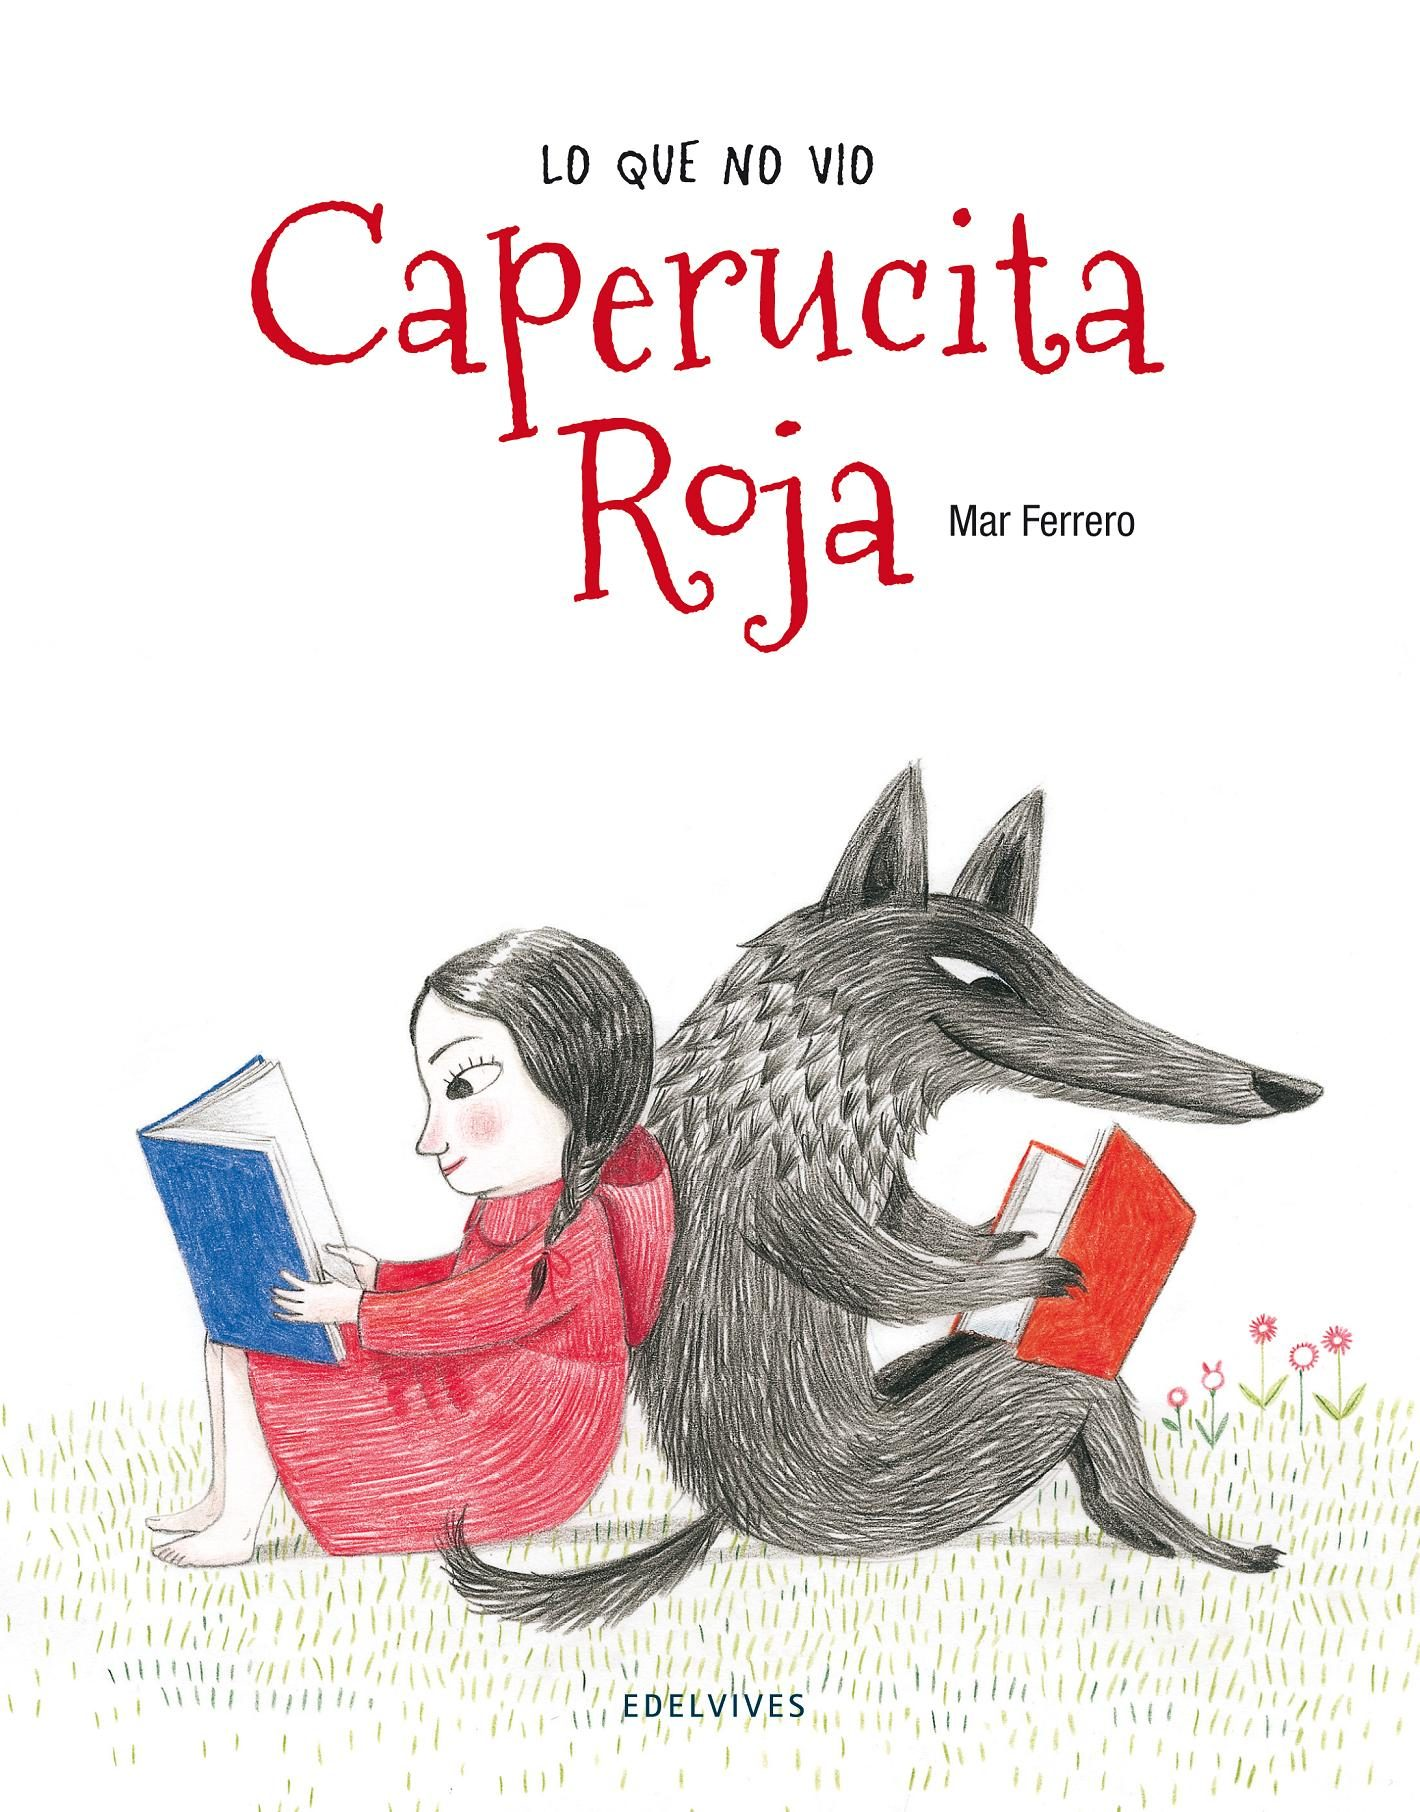 LO QUE NO VIO
Caperucita
Roja
Mar Ferrero
EDELVIVES